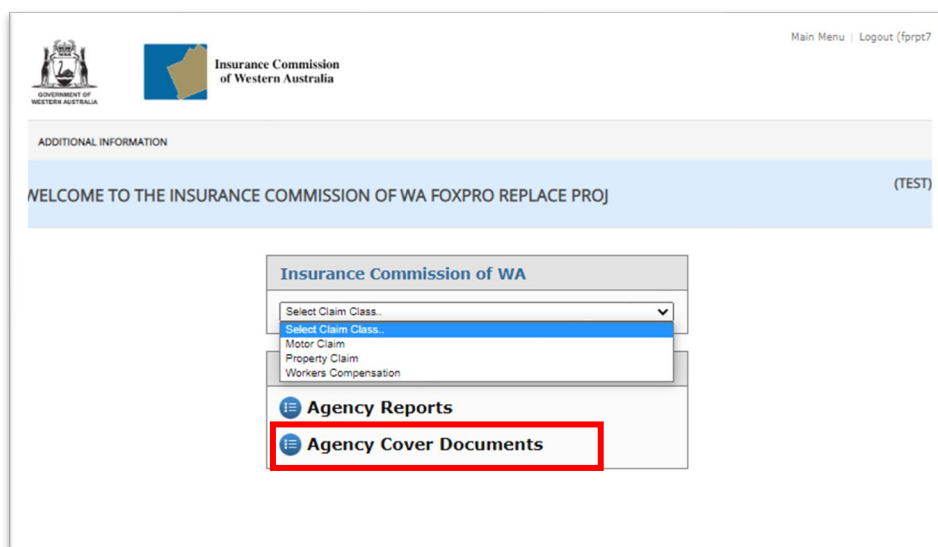 Main Menu | Logout (fprpt7
GOVERNMENT OF
WESTERN AUSTRALIA
Insurance Commission
of Western Australia
ADDITIONAL INFORMATION
WELCOME TO THE INSURANCE COMMISSION OF WA FOXPRO REPLACE PROJ
(TEST)
Insurance Commission of WA
Select Claim Class..
Select Claim Class..
Motor Claim
Property Claim
Workers Compensation
Agency Reports
Agency Cover Documents